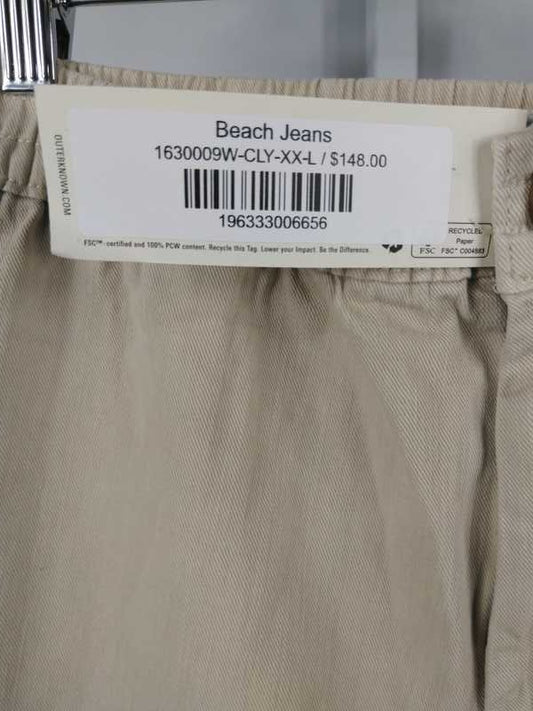 Beach Jeans
1630009W-CLY-XX-L / $148.00
196333006656
OUTERKNOWN.COM
FSC™ certified and 100% PCW content. Recycle this Tag. Lower your Impact. Be the Difference.
RECYCLED
Paper
FSC
FSC® C004883